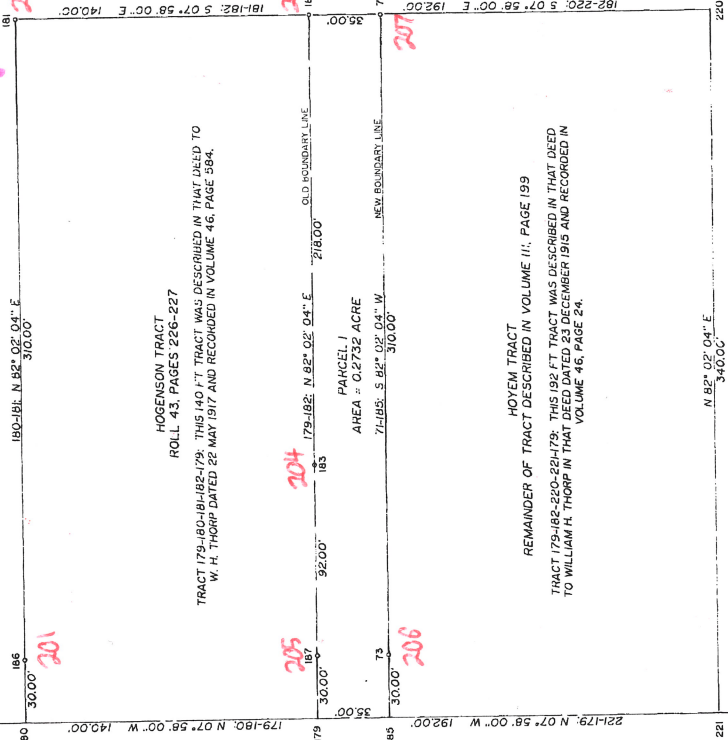 181-182: S 07° 58' 00" E 140.00'
35.00'
182-220: S 07° 58' 00" E 192.00'
181
220
207
180-181: N 82° 02' 04" E
310.00'
HOGENSON TRACT
ROLL 43, PAGES 226-227
TRACT 179-180-181-182-179: THIS 140 FT TRACT WAS DESCRIBED IN THAT DEED TO
W. H. THORP DATED 22 MAY 1917 AND RECORDED IN VOLUME 46, PAGE 584.
OLD BOUNDARY LINE
218.00'
179-182; N 82° 02' 04" E
PARCEL 1
AREA = 0.2732 ACRE
NEW BOUNDARY LINE
71-185; S 82° 02' 04" W
310.00'
204
183
92.00'
HOYEM TRACT
REMAINDER OF TRACT DESCRIBED IN VOLUME 11:, PAGE 199
TRACT 179-182-220-221-179: THIS 192 FT TRACT WAS DESCRIBED IN THAT DEED
TO WILLIAM H. THORP IN THAT DEED DATED 23 DECEMBER 1915 AND RECORDED IN
VOLUME 46, PAGE 24.
N 82° 02' 04" E
340.00'
186
201
30.00'
205
187
30.00'
73
206
30.00'
80
179-180: N 07° 58' 00" W 140.00'
79
35.00'
85
221-179: N 07° 58' 00" W 192.00'
221